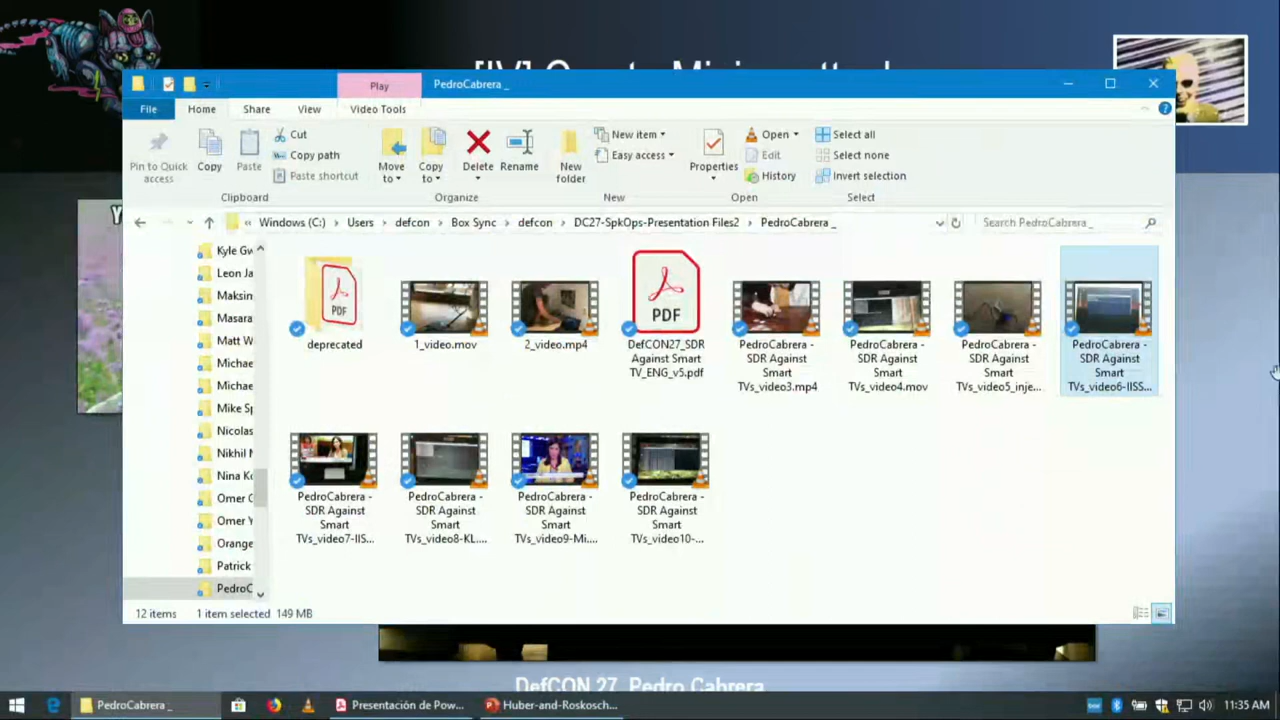 Play
PedroCabrera _
File
Home
Share
View
Video Tools
Pin to Quick
access
Copy
Paste
Cut
Copy path
Paste shortcut
Move
to
Copy
to
Delete
Rename
New
folder
New item
Easy access
Properties
Open
Edit
History
Select all
Select none
Invert selection
Clipboard
Organize
New
Open
Select
« Windows (C:) > Users > defcon > Box Sync > defcon > DC27-SpkOps-Presentation Files2 > PedroCabrera _
Search PedroCabrera _
Kyle Gw
Leon Ja
Maksin
Masara
Matt W
Michae
Michae
Mike Sp
Nicolas
Nikhil M
Nina Ko
Omer G
Omer Y
Orange
Patrick
PedroC
PDF
deprecated
1_video.mov
2_video.mp4
PDF
DefCON27_SDR
Against Smart
TV_ENG_v5.pdf
PedroCabrera -
SDR Against
Smart
TVs_video3.mp4
PedroCabrera -
SDR Against
Smart
TVs_video4.mov
PedroCabrera -
SDR Against
Smart
TVs_video5_inje...
PedroCabrera -
SDR Against
Smart
TVs_video6-IISS...
PedroCabrera -
SDR Against
Smart
TVs_video7-IIS...
PedroCabrera -
SDR Against
Smart
TVs_video8-KL....
PedroCabrera -
SDR Against
Smart
TVs_video9-Mi....
PedroCabrera -
SDR Against
Smart
TVs_video10-...
12 items
1 item selected 149 MB
DefCON 27, Pedro Cabrera
PedroCabrera _
Presentación de Pow...
Huber-and-Roskosch...
11:35 AM